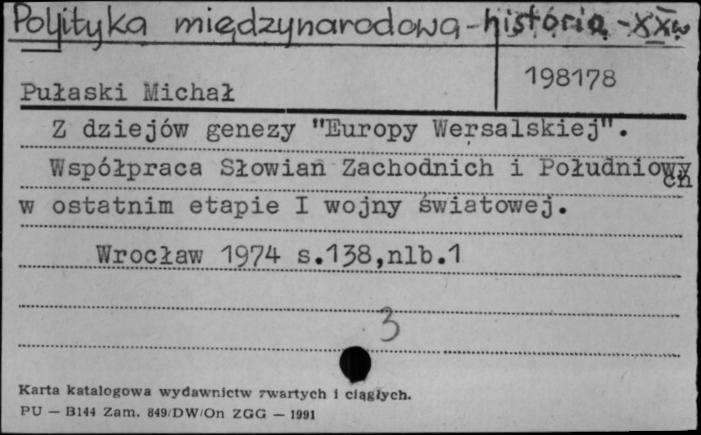 Polityka międzynarodowa - historia - XXw
198178
Pułaski Michał
Z dziejów genezy "Europy Wersalskiej".
Współpraca Słowian Zachodnich i Południowych
w ostatnim etapie I wojny światowej.
Wrocław 1974 s.138,nlb.1
3
Karta katalogowa wydawnictw zwartych i ciągłych.
PU — B144 Zam. 849/DW/On ZGG — 1991